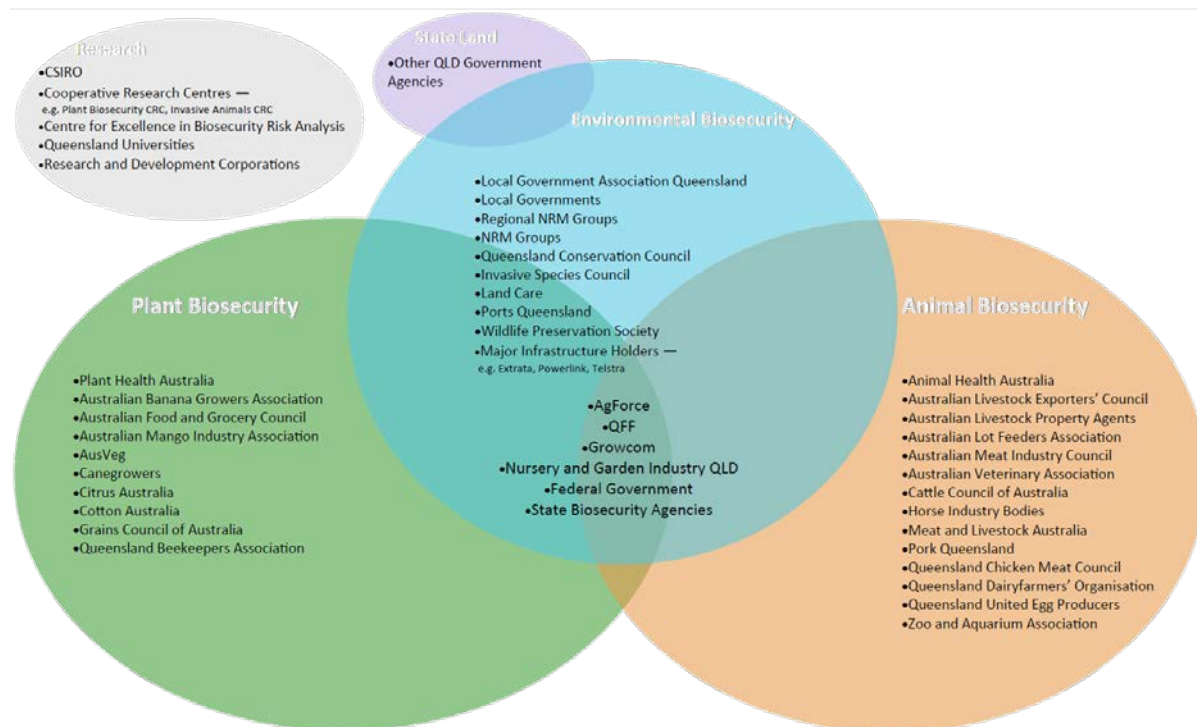 Research
•CSIRO
•Cooperative Research Centres —
e.g. Plant Biosecurity CRC, Invasive Animals CRC
•Centre for Excellence in Biosecurity Risk Analysis
•Queensland Universities
•Research and Development Corporations
State Land
•Other QLD Government
Agencies
Environmental Biosecurity
•Local Government Association Queensland
•Local Governments
•Regional NRM Groups
•NRM Groups
•Queensland Conservation Council
•Invasive Species Council
•Land Care
•Ports Queensland
•Wildlife Preservation Society
•Major Infrastructure Holders —
e.g. Extrata, Powerlink, Telstra
•AgForce
•QFF
•Growcom
•Nursery and Garden Industry QLD
•Federal Government
•State Biosecurity Agencies
Plant Biosecurity
•Plant Health Australia
•Australian Banana Growers Association
•Australian Food and Grocery Council
•Australian Mango Industry Association
•AusVeg
•Canegrowers
•Citrus Australia
•Cotton Australia
•Grains Council of Australia
•Queensland Beekeepers Association
Animal Biosecurity
•Animal Health Australia
•Australian Livestock Exporters' Council
•Australian Livestock Property Agents
•Australian Lot Feeders Association
•Australian Meat Industry Council
•Australian Veterinary Association
•Cattle Council of Australia
•Horse Industry Bodies
•Meat and Livestock Australia
•Pork Queensland
•Queensland Chicken Meat Council
•Queensland Dairyfarmers' Organisation
•Queensland United Egg Producers
•Zoo and Aquarium Association